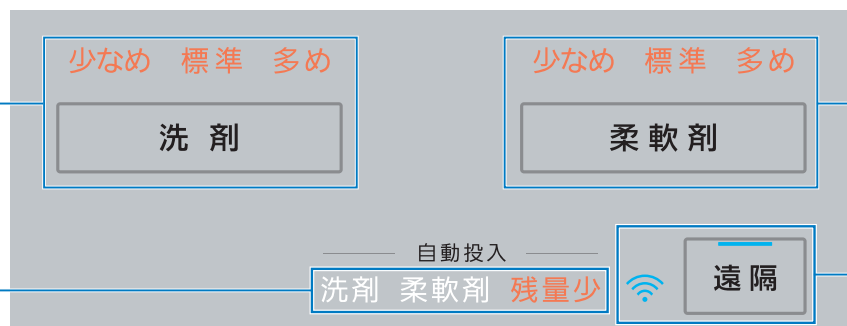 少なめ 標準 多め
少なめ 標準 多め
洗剤
柔軟剤
自動投入
洗剤 柔軟剤 残量少
遠隔